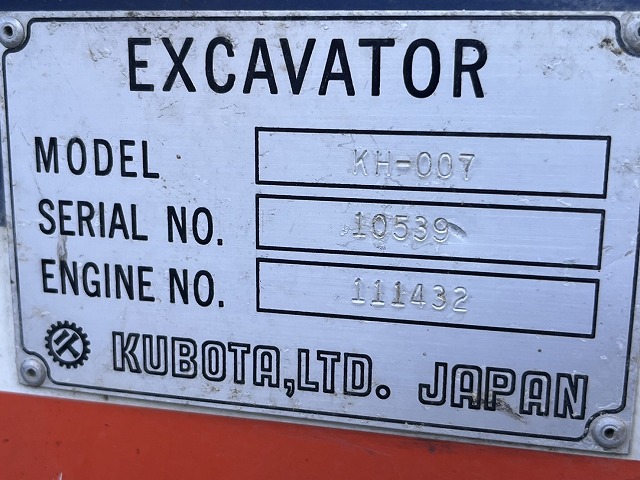 EXCAVATOR
MODEL KH-007
SERIAL NO. 10539
ENGINE NO. 111432
KUBOTA,LTD. JAPAN